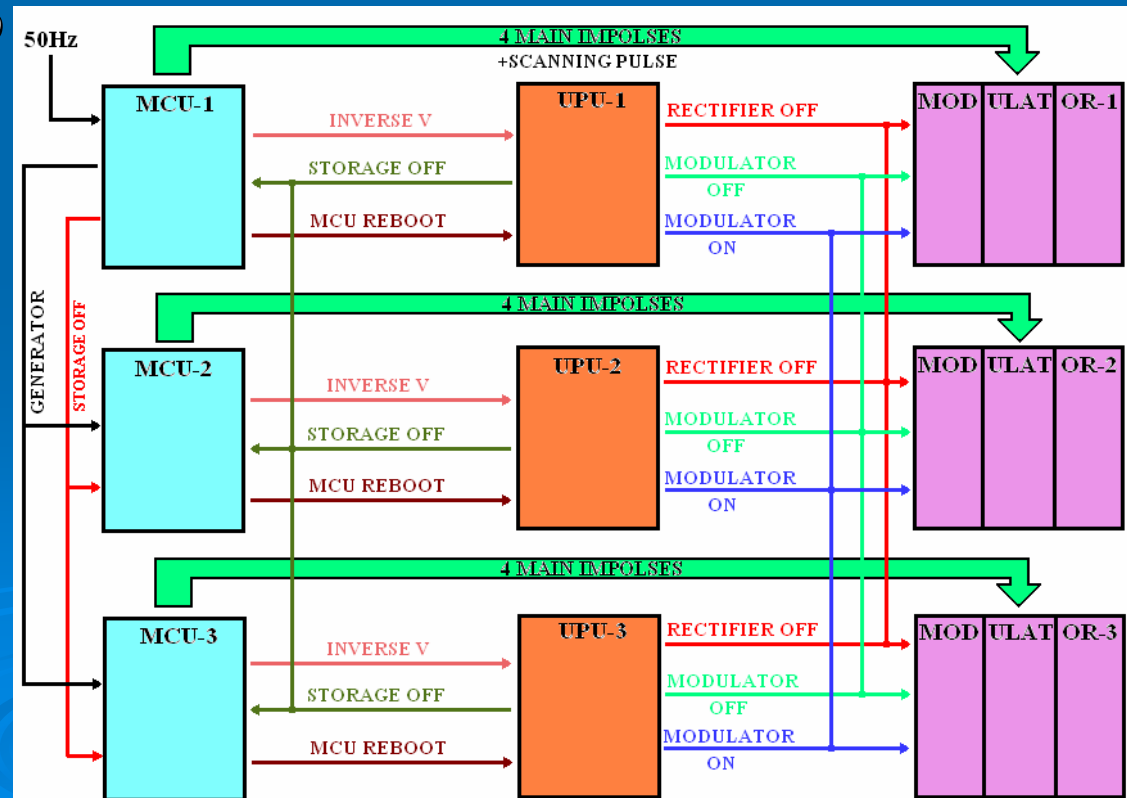 50Hz
4 MAIN IMPOLSES
+SCANNING PULSE
MCU-1
UPU-1
MOD ULAT OR-1
INVERSE V
RECTIFIER OFF
STORAGE OFF
MODULATOR
OFF
MCU REBOOT
MODULATOR
ON
GENERATOR
STORAGE OFF
4 MAIN IMPOLSES
MCU-2
UPU-2
MOD ULAT OR-2
INVERSE V
RECTIFIER OFF
STORAGE OFF
MODULATOR
OFF
MCU REBOOT
MODULATOR
ON
4 MAIN IMPOLSES
MCU-3
UPU-3
MOD ULAT OR-3
INVERSE V
RECTIFIER OFF
STORAGE OFF
MODULATOR
OFF
MCU REBOOT
MODULATOR
ON